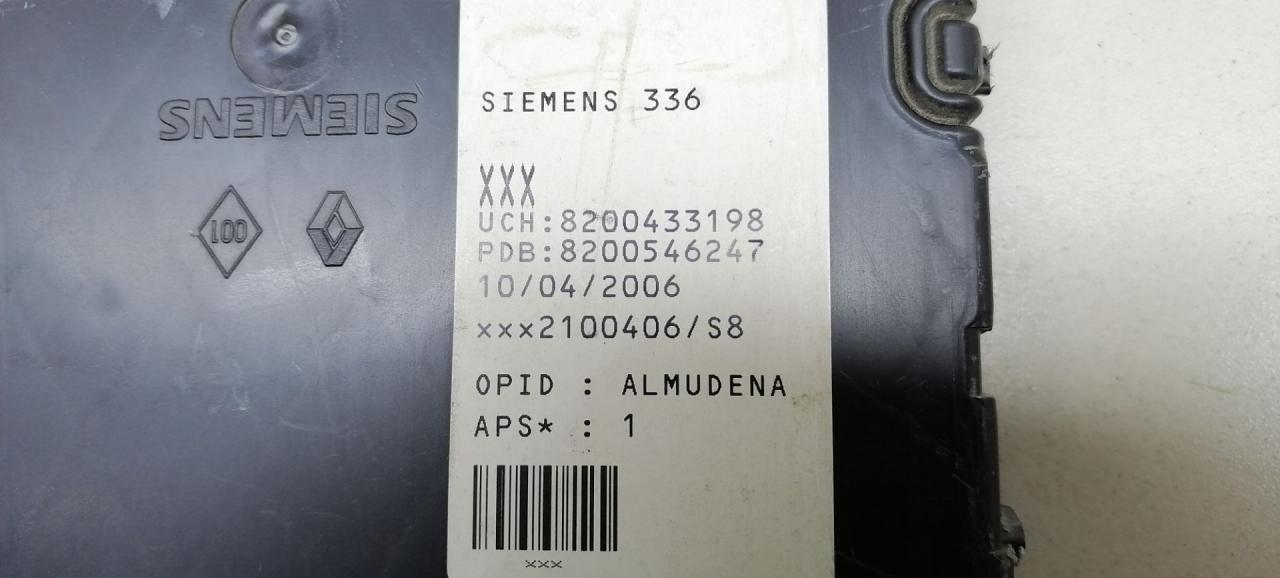 SIEMENS
100
SIEMENS 336
XXX
UCH:8200433198
PDB:8200546247
10/04/2006
xxx2100406/S8
OPID : ALMUDENA
APS* : 1
xxx